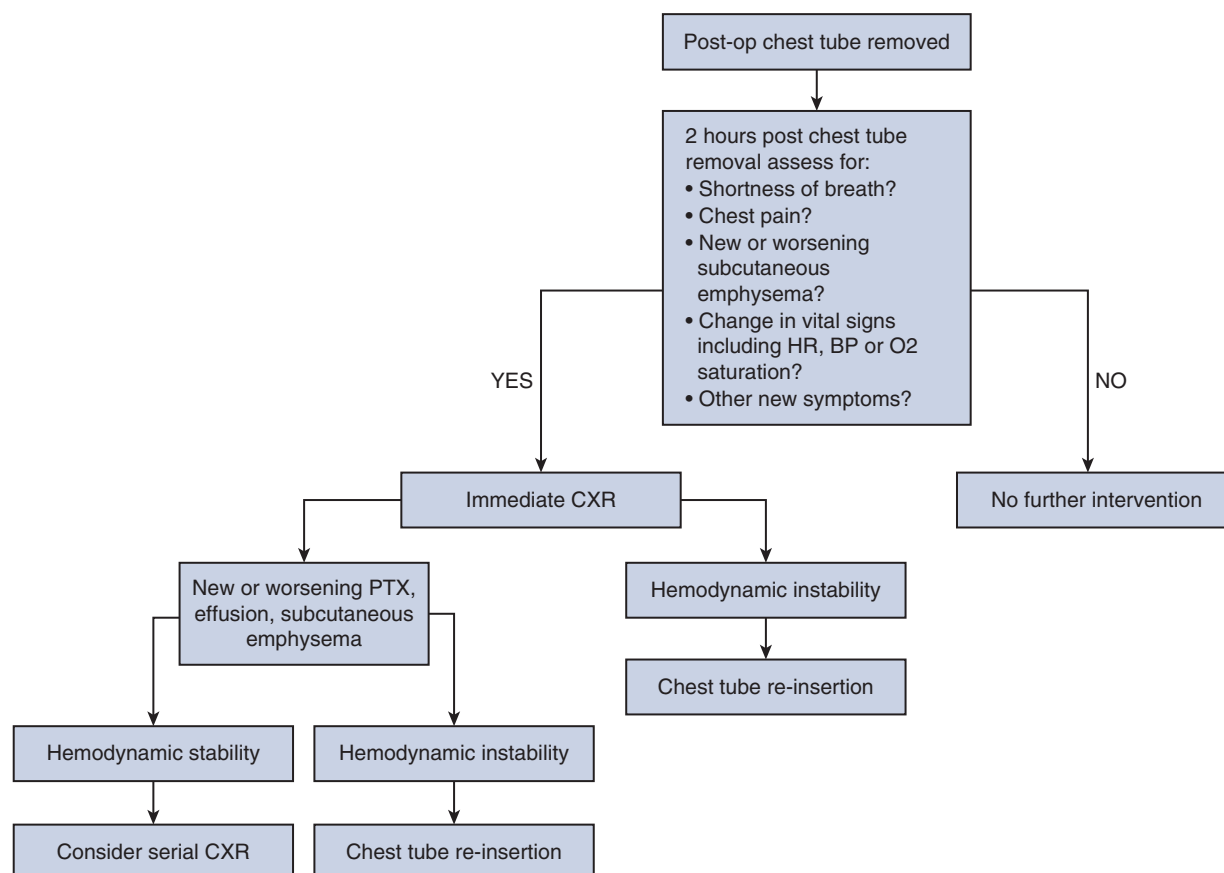 Post-op chest tube removed
2 hours post chest tube
removal assess for:
• Shortness of breath?
• Chest pain?
• New or worsening
subcutaneous
emphysema?
• Change in vital signs
including HR, BP or O2
saturation?
• Other new symptoms?
YES
NO
Immediate CXR
No further intervention
New or worsening PTX,
effusion, subcutaneous
emphysema
Hemodynamic instability
Chest tube re-insertion
Hemodynamic stability
Hemodynamic instability
Consider serial CXR
Chest tube re-insertion